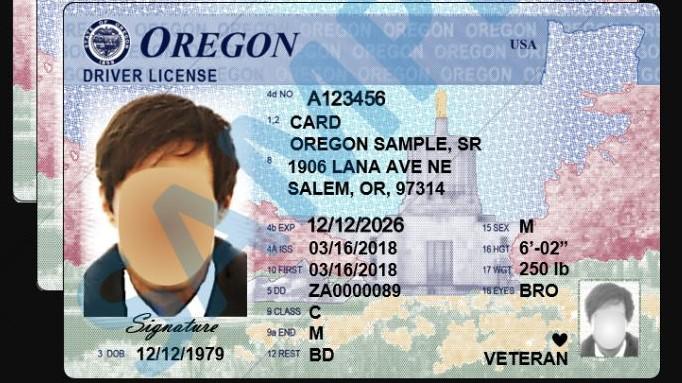 OREGON
USA
DRIVER LICENSE
4d NO A123456
1,2 CARD
OREGON SAMPLE, SR
8 1906 LANA AVE NE
SALEM, OR, 97314
4b EXP 12/12/2026
15 SEX M
4A ISS 03/16/2018
16 HGT 6'-02"
10 FIRST 03/16/2018
17 WGT 250 lb
5 DD ZA0000089
18 EYES BRO
9 CLASS C
9a END M
Signature
3 DOB 12/12/1979
12 REST BD
VETERAN
SAMPLE